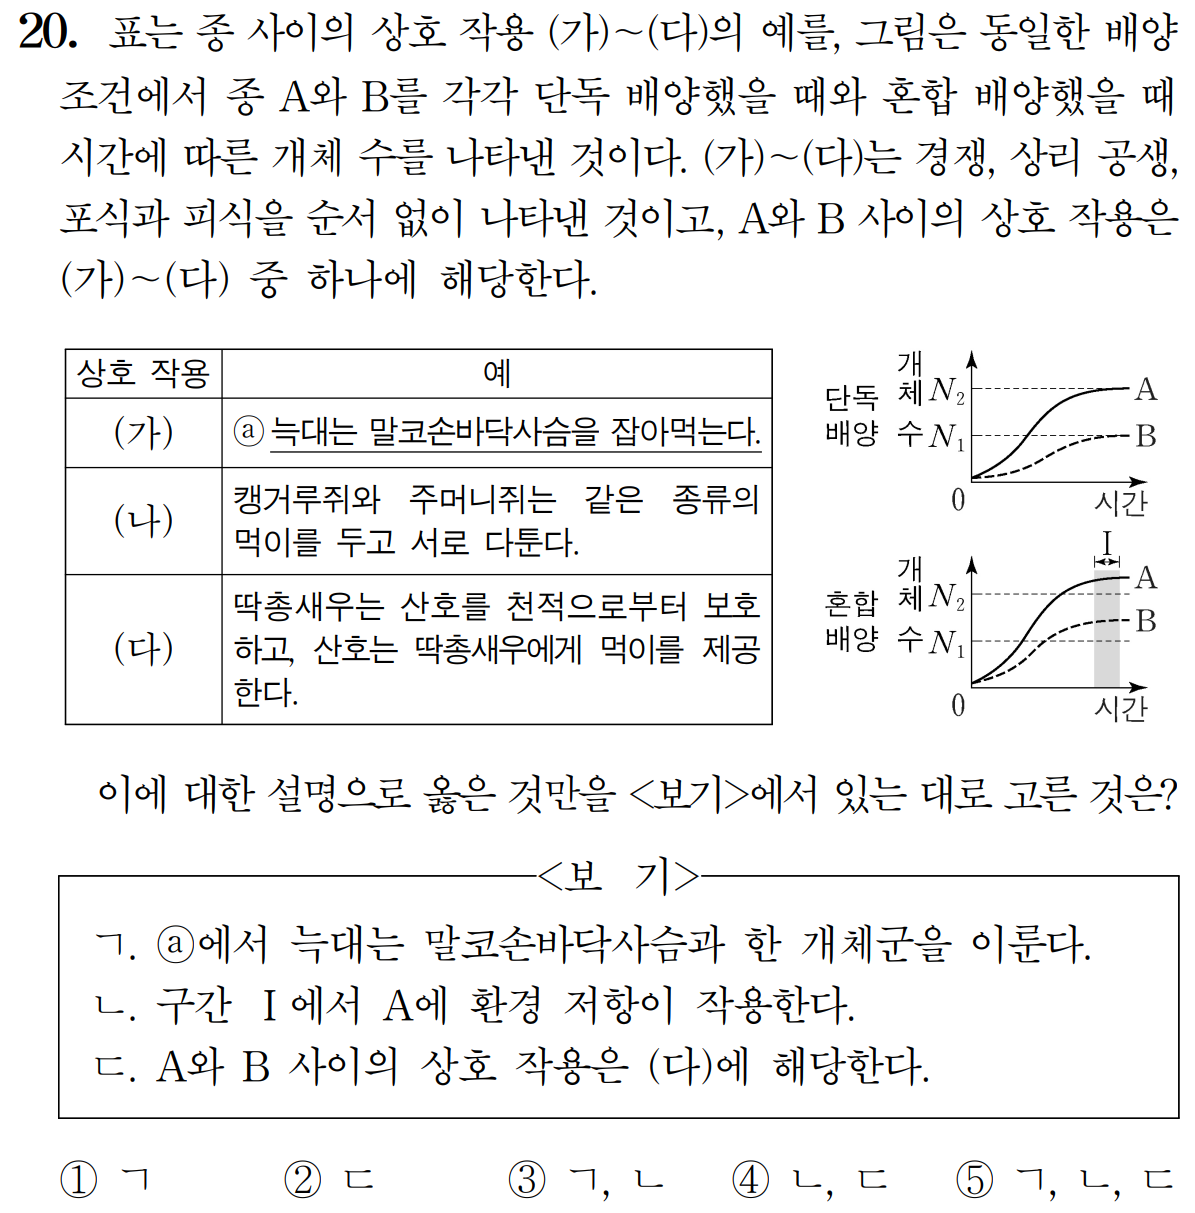 20. 표는 종 사이의 상호 작용 (가)~(다)의 예를, 그림은 동일한 배양
조건에서 종 A와 B를 각각 단독 배양했을 때와 혼합 배양했을 때
시간에 따른 개체 수를 나타낸 것이다. (가)~(다)는 경쟁, 상리 공생,
포식과 피식을 순서 없이 나타낸 것이고, A와 B 사이의 상호 작용은
(가)~(다) 중 하나에 해당한다.
상호 작용 예
(가) ⓐ 늑대는 말코손바닥사슴을 잡아먹는다.
(나) 캥거루쥐와 주머니쥐는 같은 종류의
먹이를 두고 서로 다툰다.
(다) 딱총새우는 산호를 천적으로부터 보호
하고, 산호는 딱총새우에게 먹이를 제공
한다.
단독 배양
개체 수
N₂
N₁
0
A
B
시간
혼합 배양
개체 수
N₂
N₁
0
I
A
B
시간
이에 대한 설명으로 옳은 것만을 <보기>에서 있는 대로 고른 것은?
<보 기>
ㄱ. ⓐ에서 늑대는 말코손바닥사슴과 한 개체군을 이룬다.
ㄴ. 구간 I에서 A에 환경 저항이 작용한다.
ㄷ. A와 B 사이의 상호 작용은 (다)에 해당한다.
① ㄱ ② ㄷ ③ ㄱ, ㄴ ④ ㄴ, ㄷ ⑤ ㄱ, ㄴ, ㄷ